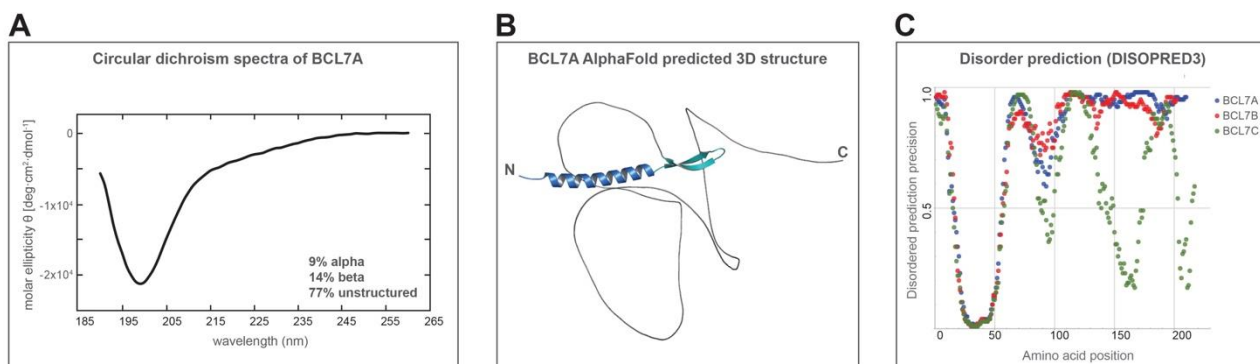 A
Circular dichroism spectra of BCL7A
molar ellipticity θ [deg·cm²·dmol⁻¹]
0
-1x10⁴
-2x10⁴
9% alpha
14% beta
77% unstructured
185 195 205 215 225 235 245 255 265
wavelength (nm)
B
BCL7A AlphaFold predicted 3D structure
N
C
C
Disorder prediction (DISOPRED3)
Disordered prediction precision
1.0
0.5
BCL7A
BCL7B
BCL7C
0 50 100 150 200
Amino acid position